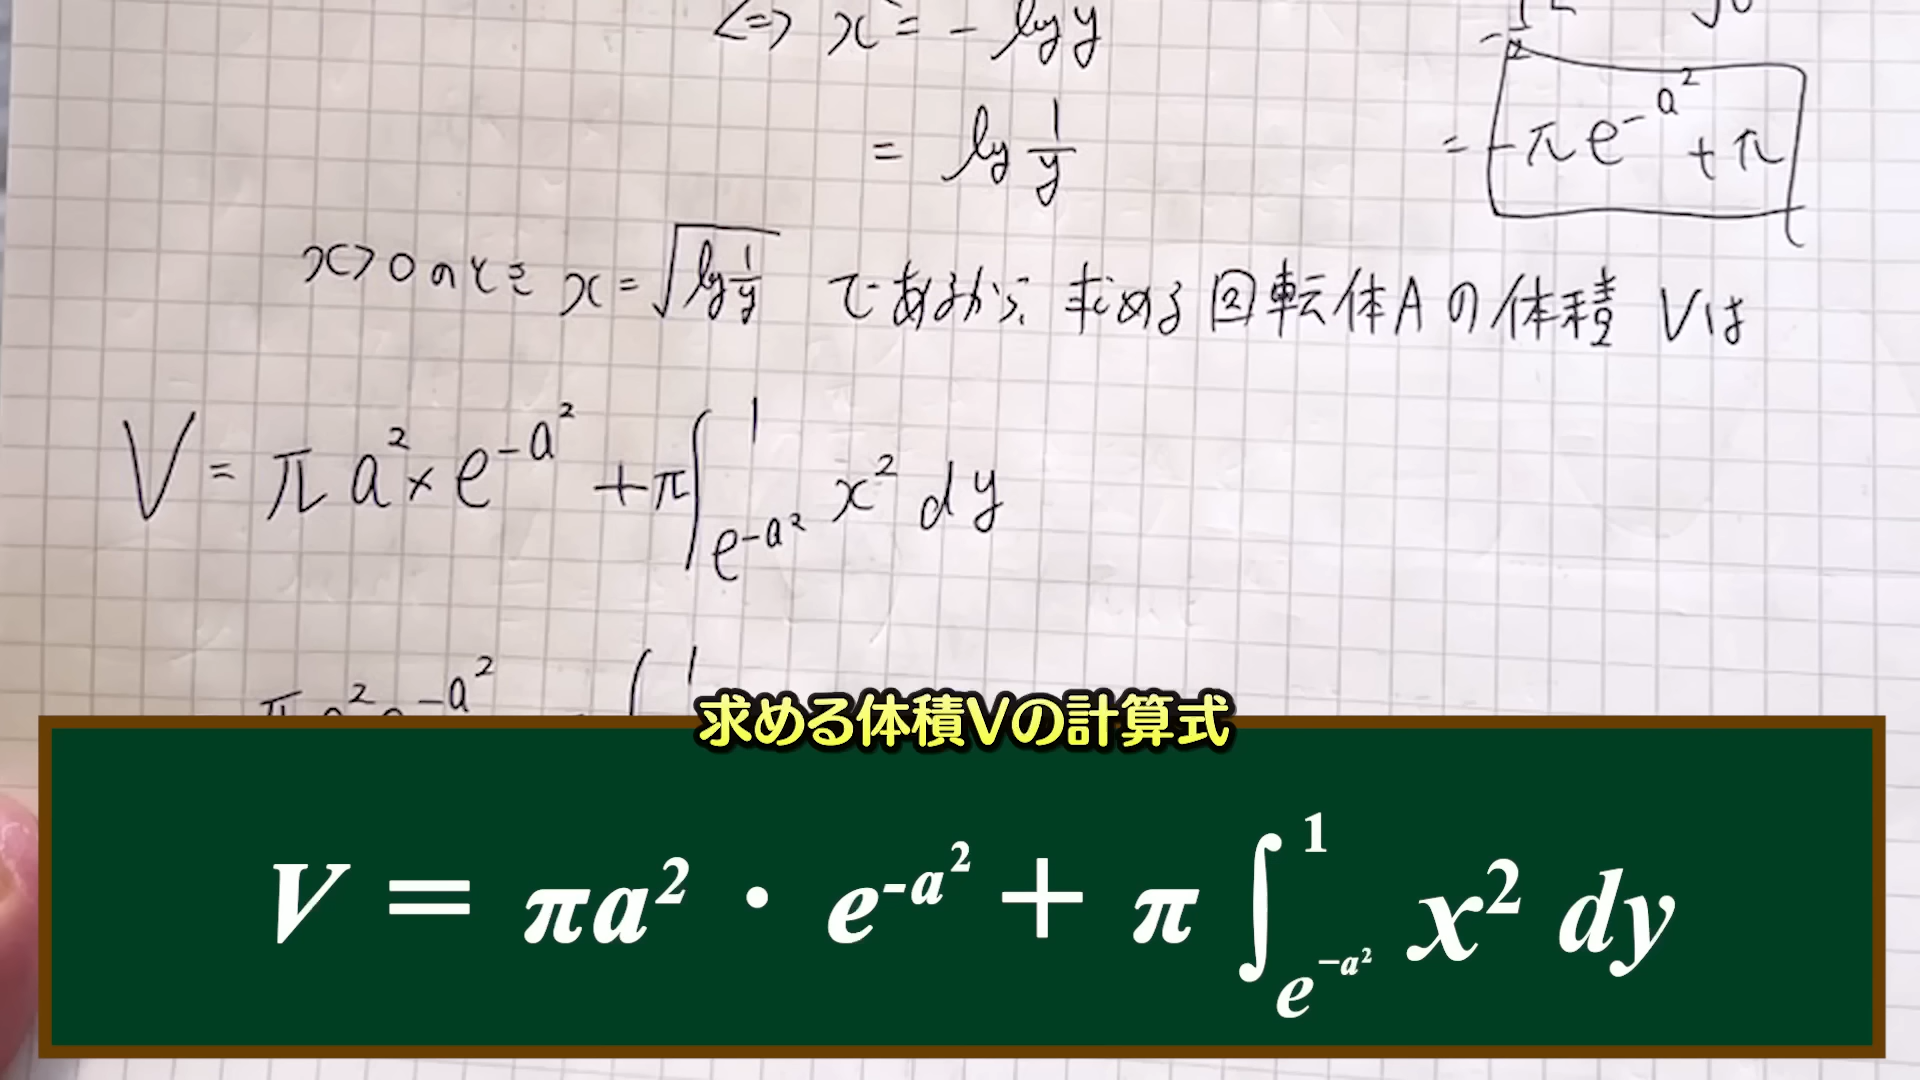 ⇔ x² = - log y
= log 1/y
= -πe^{-a²} + π
x>0のとき x = √(log 1/y) であるから、求める回転体Aの体積 Vは
V = πa² × e^{-a²} + π∫_{e^{-a²}}^{1} x² dy
求める体積Vの計算式
V = πa² · e^{-a²} + π ∫_{e^{-a²}}^{1} x² dy